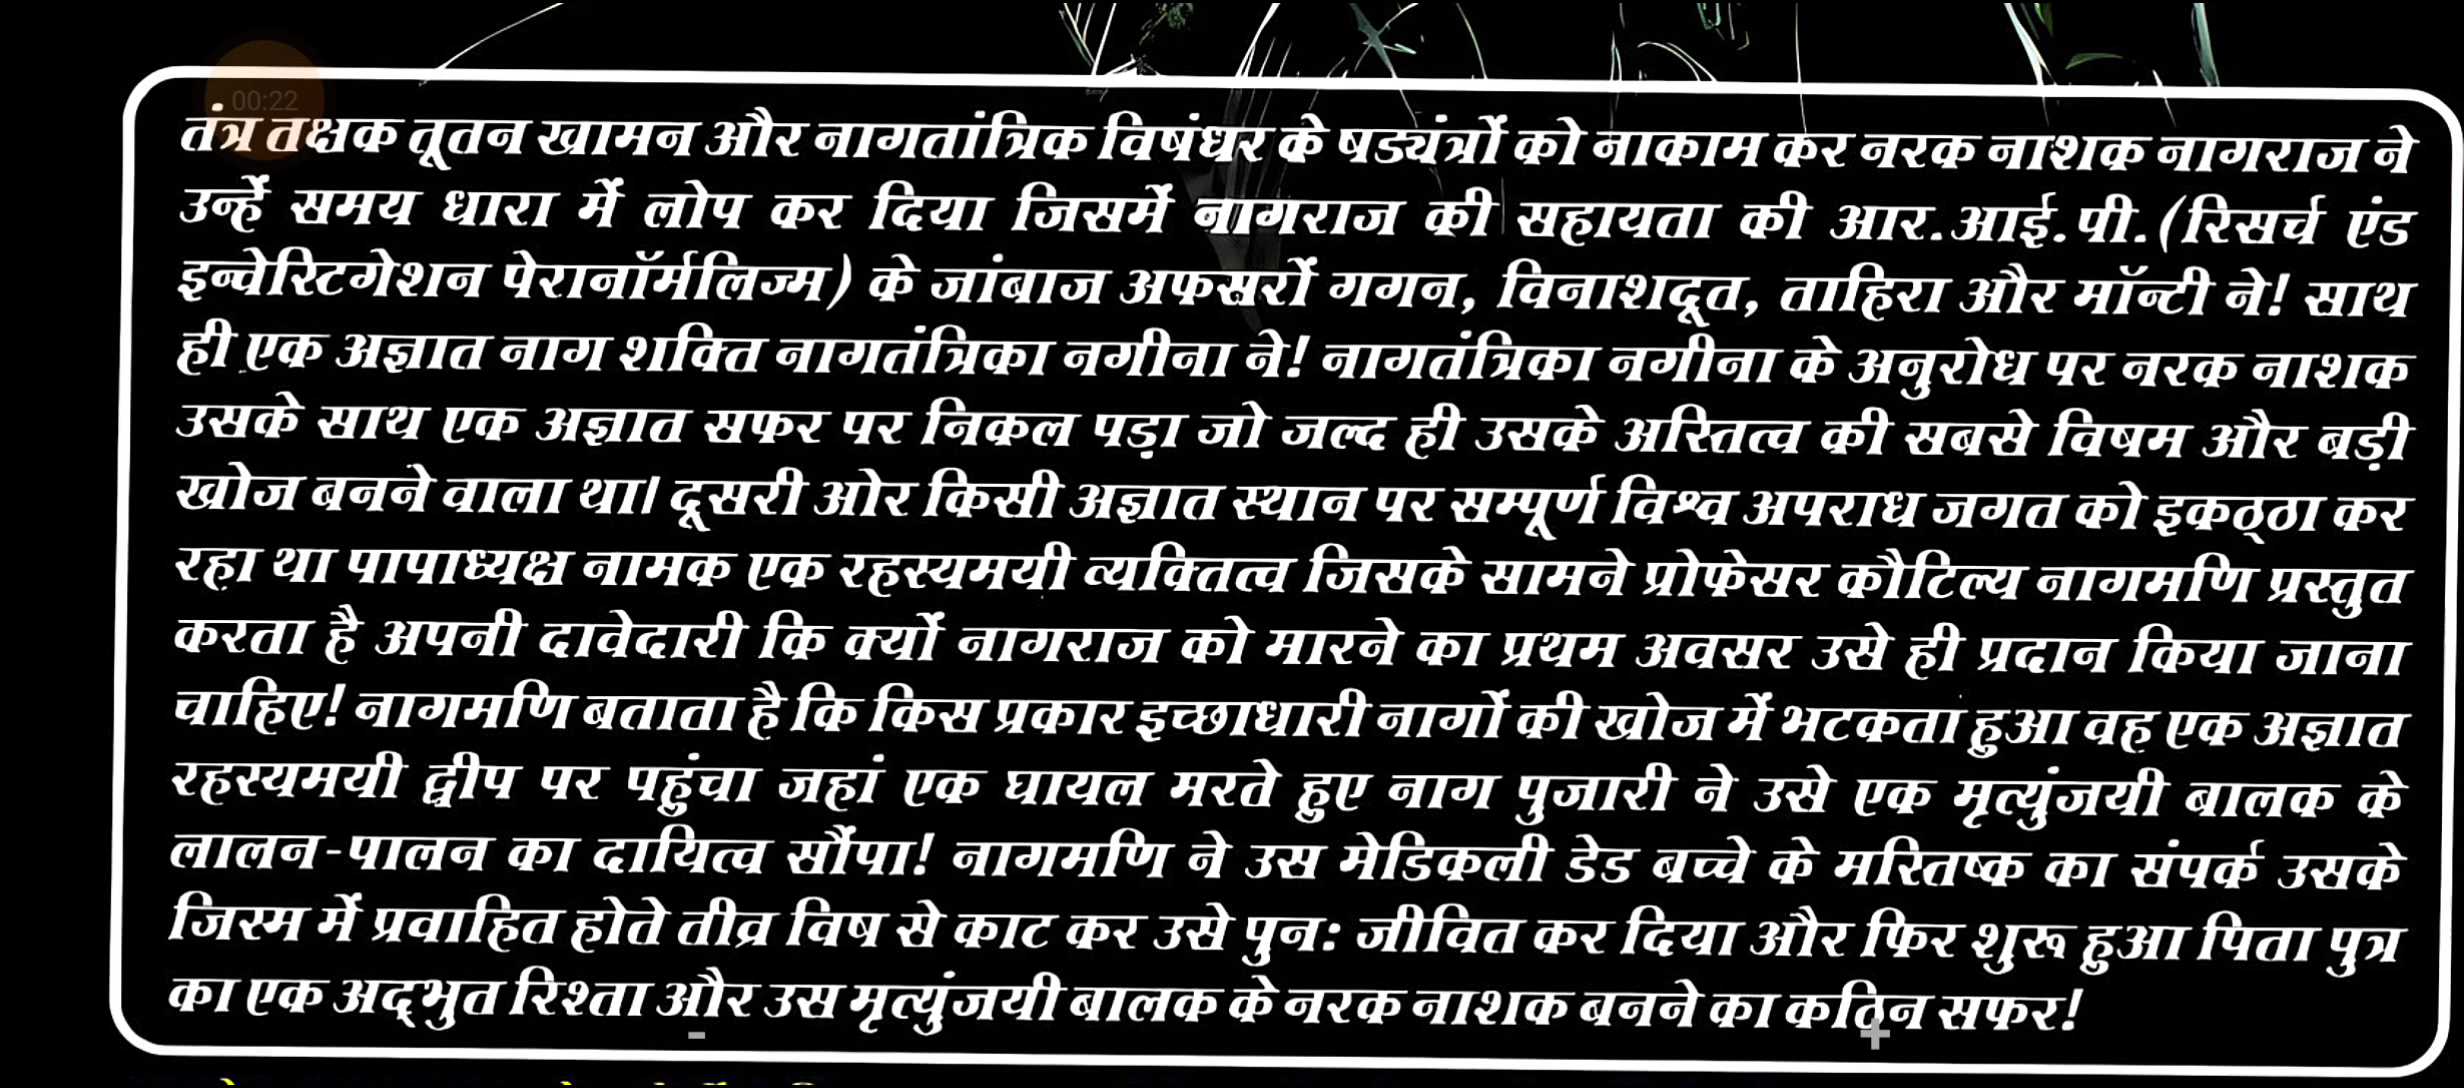 00:22
तंत्र तक्षक तूतन खामन और नागतांत्रिक विषंधर के षड्यंत्रों को नाकाम कर नरक नाशक नागराज ने
उन्हें समय धारा में लोप कर दिया जिसमें नागराज की सहायता की आर.आई.पी.(रिसर्च एंड
इन्वेस्टिगेशन पेरानॉर्मलिज्म) के जांबाज अफसरों गगन, विनाशदूत, ताहिरा और मॉन्टी ने! साथ
ही एक अज्ञात नाग शक्ति नागतंत्रिका नगीना ने! नागतंत्रिका नगीना के अनुरोध पर नरक नाशक
उसके साथ एक अज्ञात सफर पर निकल पड़ा जो जल्द ही उसके अस्तित्व की सबसे विषम और बड़ी
खोज बनने वाला था। दूसरी ओर किसी अज्ञात स्थान पर सम्पूर्ण विश्व अपराध जगत को इकठ्ठा कर
रहा था पापाध्यक्ष नामक एक रहस्यमयी व्यक्तित्व जिसके सामने प्रोफेसर कौटिल्य नागमणि प्रस्तुत
करता है अपनी दावेदारी कि क्यों नागराज को मारने का प्रथम अवसर उसे ही प्रदान किया जाना
चाहिए! नागमणि बताता है कि किस प्रकार इच्छाधारी नागों की खोज में भटकता हुआ वह एक अज्ञात
रहस्यमयी द्वीप पर पहुंचा जहां एक घायल मरते हुए नाग पुजारी ने उसे एक मृत्युंजयी बालक के
लालन-पालन का दायित्व सौंपा! नागमणि ने उस मेडिकली डेड बच्चे के मस्तिष्क का संपर्क उसके
जिस्म में प्रवाहित होते तीव्र विष से काट कर उसे पुन: जीवित कर दिया और फिर शुरू हुआ पिता पुत्र
का एक अद्भुत रिश्ता और उस मृत्युंजयी बालक के नरक नाशक बनने का कठिन सफर!